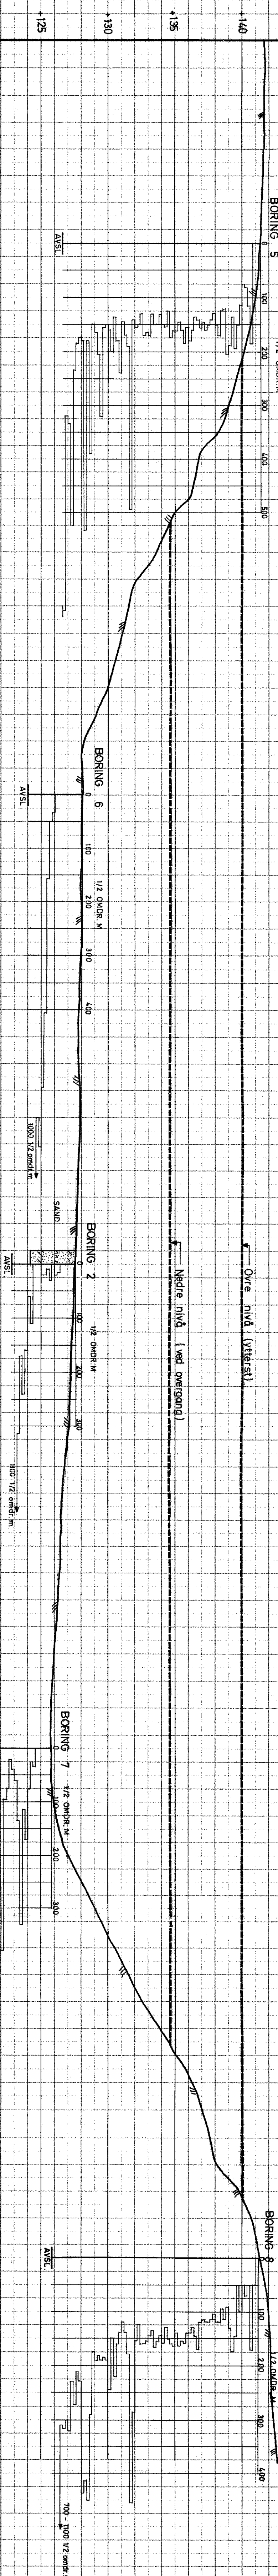 +140
+135
+130
+125
BORING 5
0 100 200 300 400 500
AVSL.
BORING 6
1/2 OMDR. M
0 100 200 300 400
AVSL.
1000 1/2 omdr.m.
Övre nivå (ytterst)
Nedre nivå (ved overgang)
BORING 2
1/2 OMDR. M
0 100 200 300
SAND
AVSL.
1100 1/2 omdr.m.
BORING 7
1/2 OMDR. M
0 100 200 300
BORING 8
1/2 OMDR. M
0 100 200 300 400
AVSL.
700 - 1100 1/2 omdr.